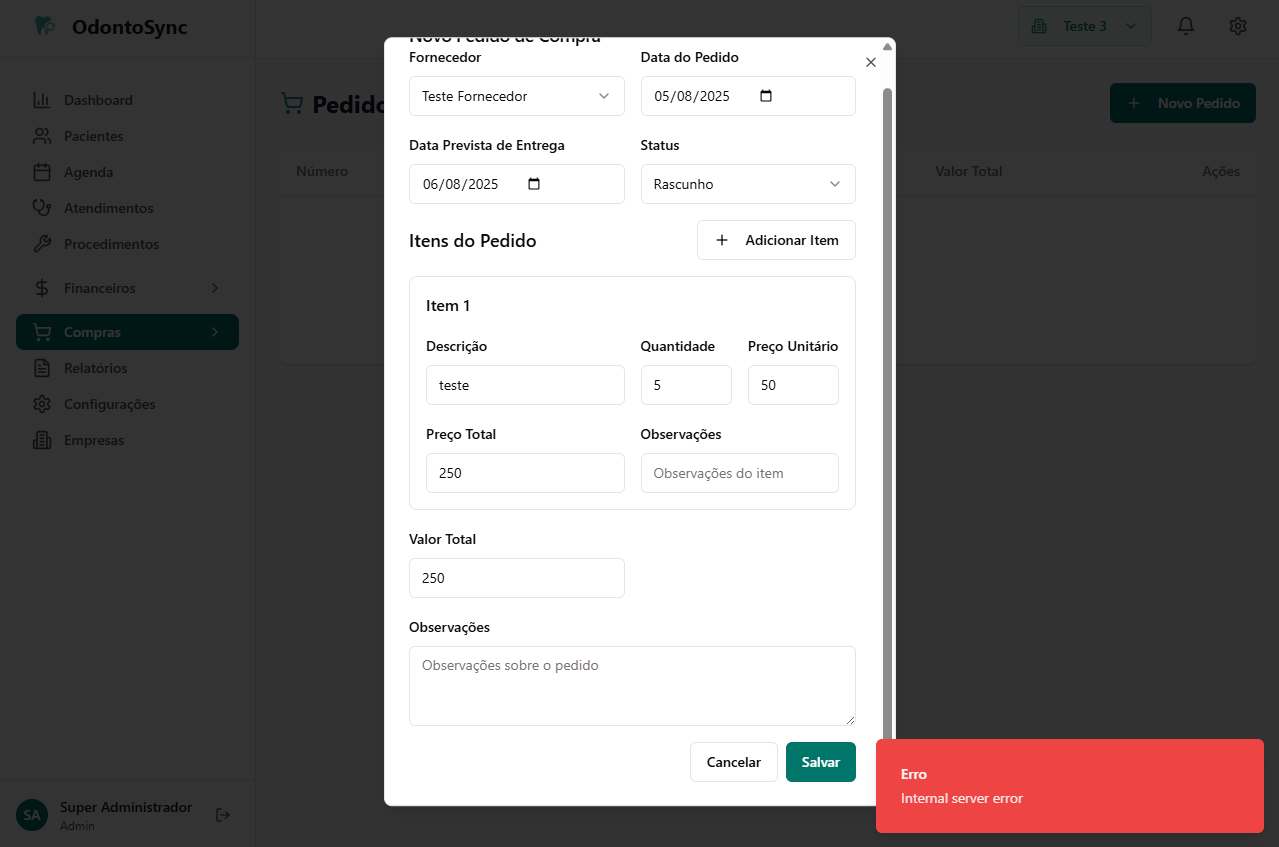 OdontoSync
Teste 3
Dashboard
Pacientes
Agenda
Atendimentos
Procedimentos
Financeiros
Compras
Relatórios
Configurações
Empresas
SA
Super Administrador
Admin
Novo Pedido
Número
Valor Total
Ações
Novo Pedido de Compra
Fornecedor
Data do Pedido
Teste Fornecedor
05/08/2025
Data Prevista de Entrega
Status
06/08/2025
Rascunho
Itens do Pedido
Adicionar Item
Item 1
Descrição
Quantidade
Preço Unitário
teste
5
50
Preço Total
Observações
250
Observações do item
Valor Total
250
Observações
Observações sobre o pedido
Cancelar
Salvar
Erro
Internal server error